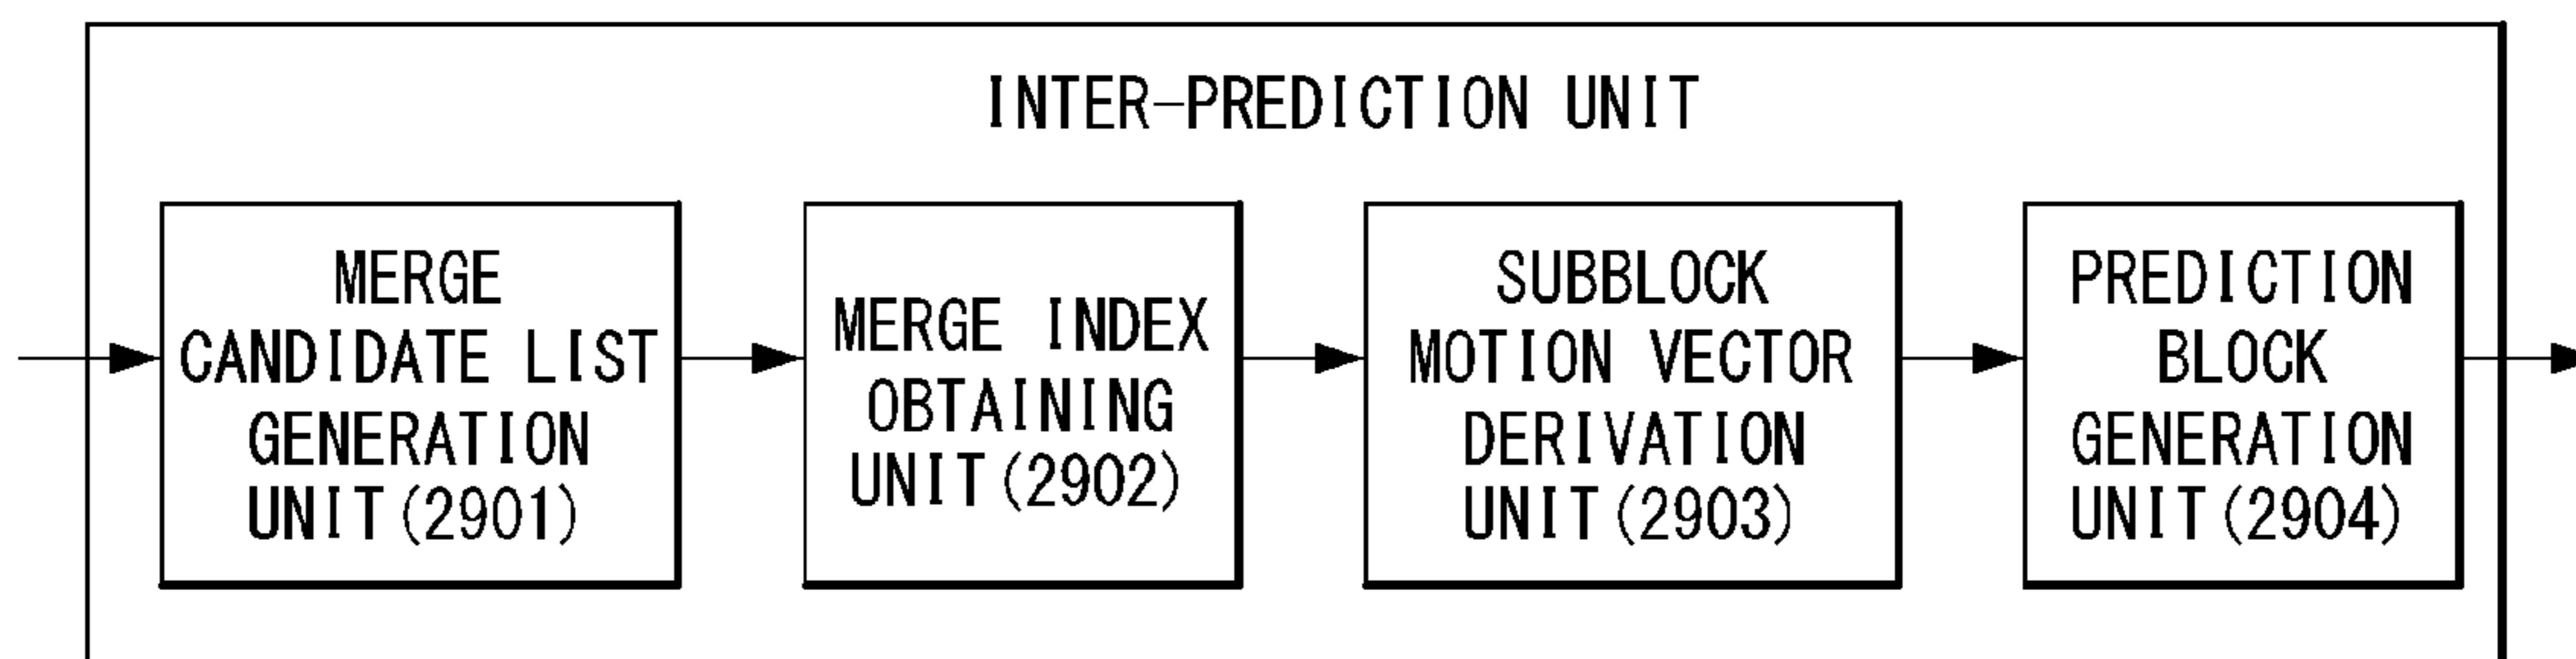 INTER-PREDICTION UNIT
MERGE
CANDIDATE LIST
GENERATION
UNIT(2901)
MERGE INDEX
OBTAINING
UNIT(2902)
SUBBLOCK
MOTION VECTOR
DERIVATION
UNIT(2903)
PREDICTION
BLOCK
GENERATION
UNIT(2904)